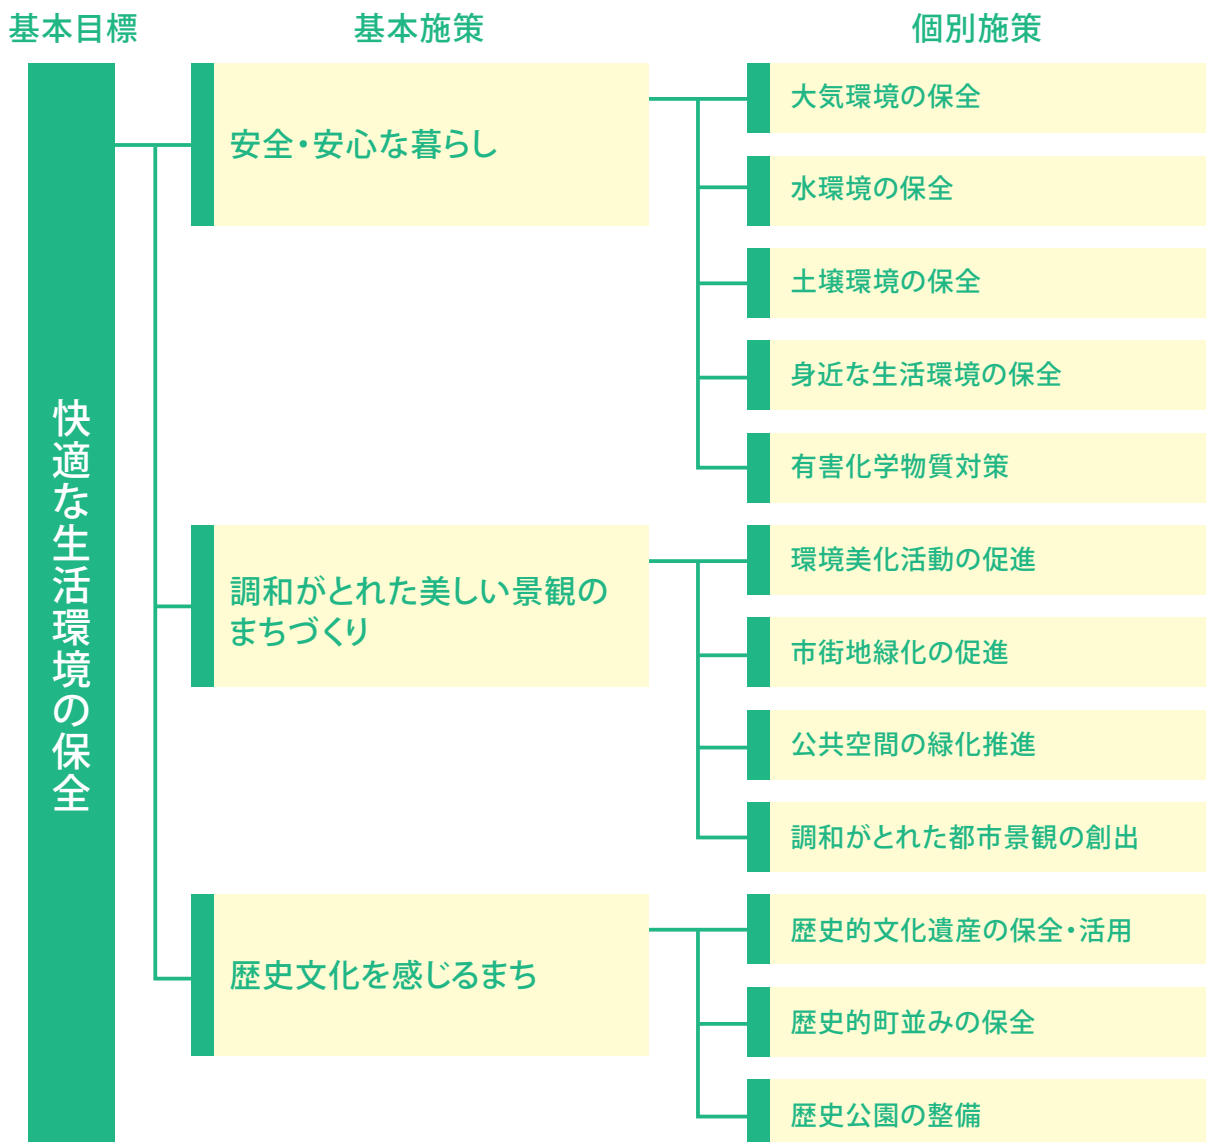 基本目標
基本施策
個別施策
快適な生活環境の保全
安全・安心な暮らし
大気環境の保全
水環境の保全
土壌環境の保全
身近な生活環境の保全
有害化学物質対策
調和がとれた美しい景観の
まちづくり
環境美化活動の促進
市街地緑化の促進
公共空間の緑化推進
調和がとれた都市景観の創出
歴史文化を感じるまち
歴史的文化遺産の保全・活用
歴史的町並みの保全
歴史公園の整備